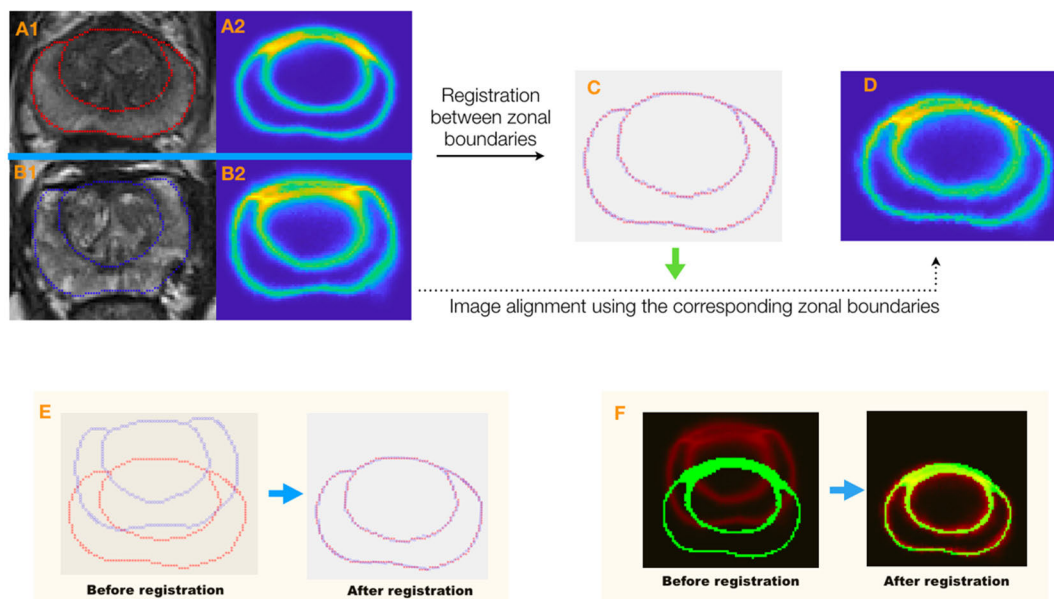 A1
A2
B1
B2
Registration
between zonal
boundaries
C
D
Image alignment using the corresponding zonal boundaries
E
Before registration
After registration
F
Before registration
After registration